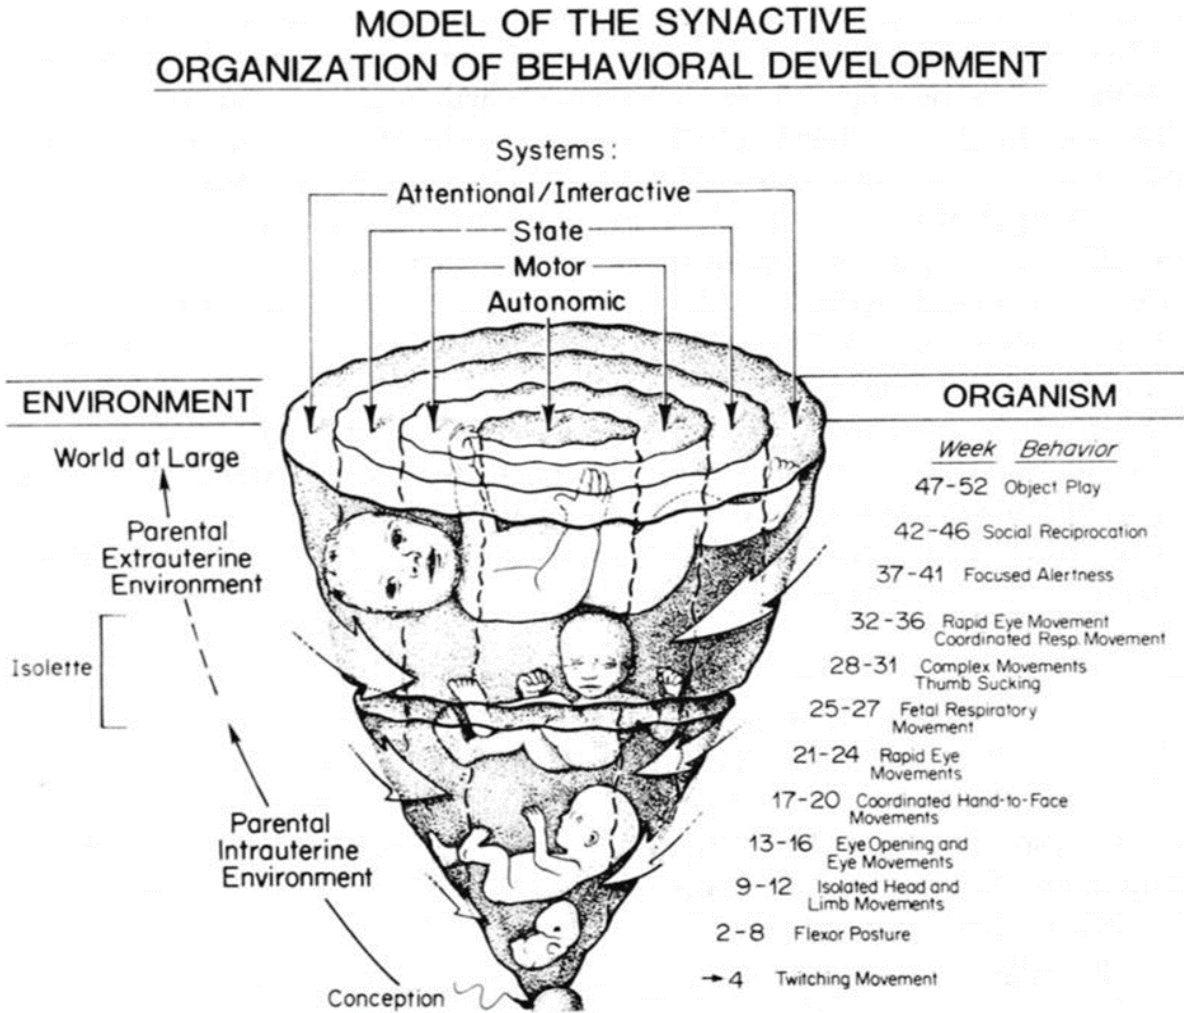 MODEL OF THE SYNACTIVE
ORGANIZATION OF BEHAVIORAL DEVELOPMENT
Systems:
Attentional/Interactive
State
Motor
Autonomic
ENVIRONMENT
World at Large
Parental
Extrauterine
Environment
Isolette
Parental
Intrauterine
Environment
Conception
ORGANISM
Week Behavior
47-52 Object Play
42-46 Social Reciprocation
37-41 Focused Alertness
32-36 Rapid Eye Movement
Coordinated Resp. Movement
28-31 Complex Movements
Thumb Sucking
25-27 Fetal Respiratory
Movement
21-24 Rapid Eye
Movements
17-20 Coordinated Hand-to-Face
Movements
13-16 Eye Opening and
Eye Movements
9-12 Isolated Head and
Limb Movements
2-8 Flexor Posture
→4 Twitching Movement